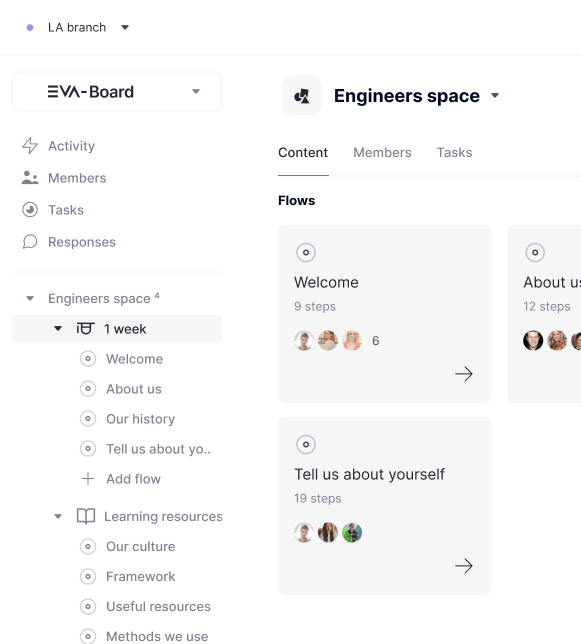 LA branch
EVA-Board
Activity
Members
Tasks
Responses
Engineers space 4
1 week
Welcome
About us
Our history
Tell us about yo..
Add flow
Learning resources
Our culture
Framework
Useful resources
Methods we use
Engineers space
Content Members Tasks
Flows
Welcome
9 steps
6
About us
12 steps
Tell us about yourself
19 steps